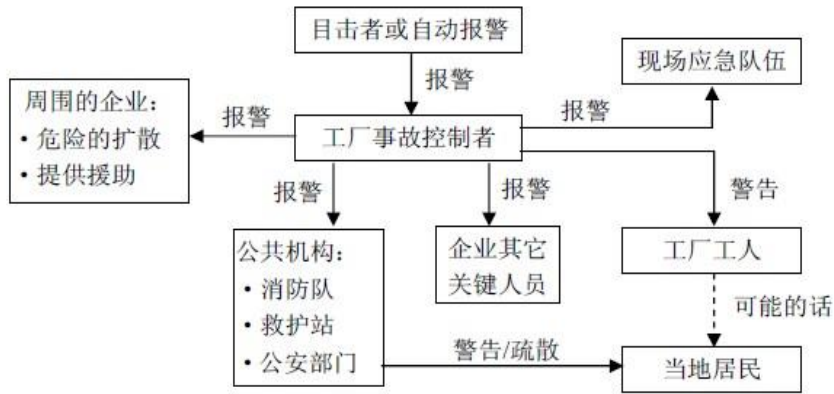 目击者或自动报警
报警
现场应急队伍
周围的企业：
·危险的扩散
·提供援助
报警
工厂事故控制者
报警
报警
报警
警告
公共机构：
·消防队
·救护站
·公安部门
企业其它
关键人员
工厂工人
可能的话
警告/疏散
当地居民